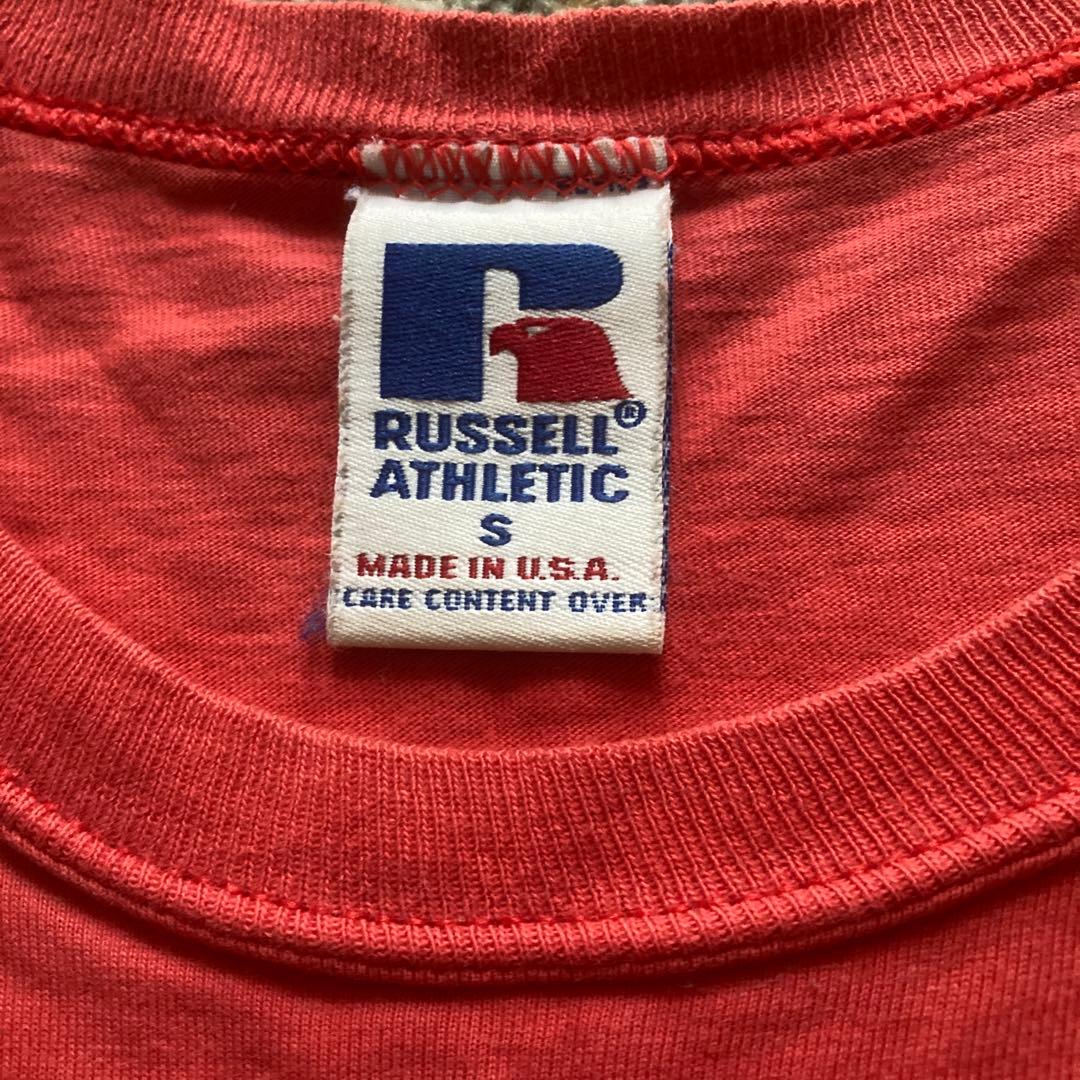 R
RUSSELL®
ATHLETIC
S
MADE IN U.S.A.
CARE CONTENT OVER